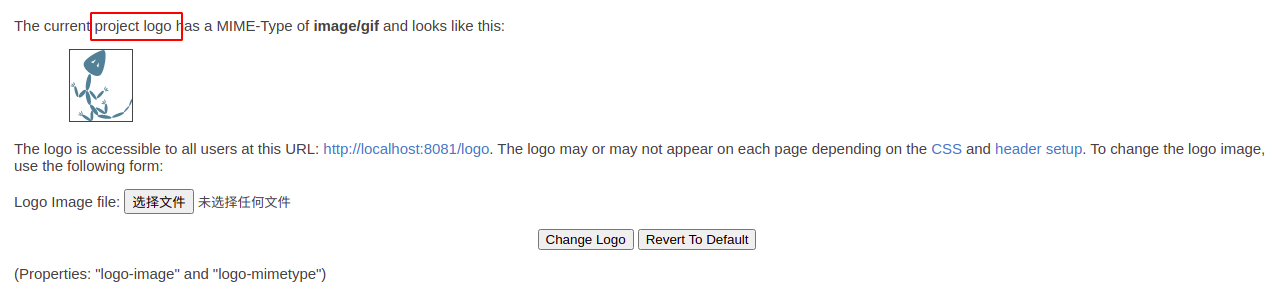 The current project logo has a MIME-Type of image/gif and looks like this:
The logo is accessible to all users at this URL: http://localhost:8081/logo. The logo may or may not appear on each page depending on the CSS and header setup. To change the logo image,
use the following form:
Logo Image file: 选择文件 未选择任何文件
Change Logo Revert To Default
(Properties: "logo-image" and "logo-mimetype")